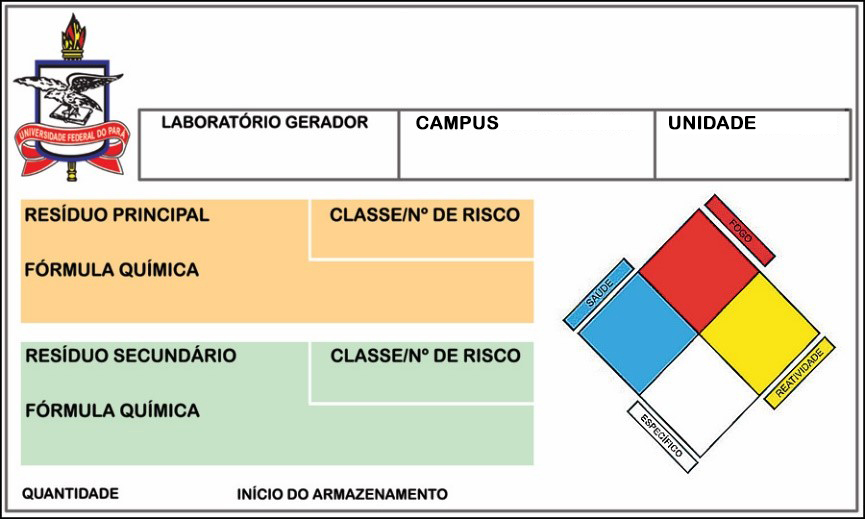 UNIVERSIDADE FEDERAL DO PARÁ
LABORATÓRIO GERADOR
CAMPUS
UNIDADE
RESÍDUO PRINCIPAL
CLASSE/Nº DE RISCO
FÓRMULA QUÍMICA
RESÍDUO SECUNDÁRIO
CLASSE/Nº DE RISCO
FÓRMULA QUÍMICA
QUANTIDADE
INÍCIO DO ARMAZENAMENTO
FOGO
SAÚDE
REATIVIDADE
ESPECÍFICO